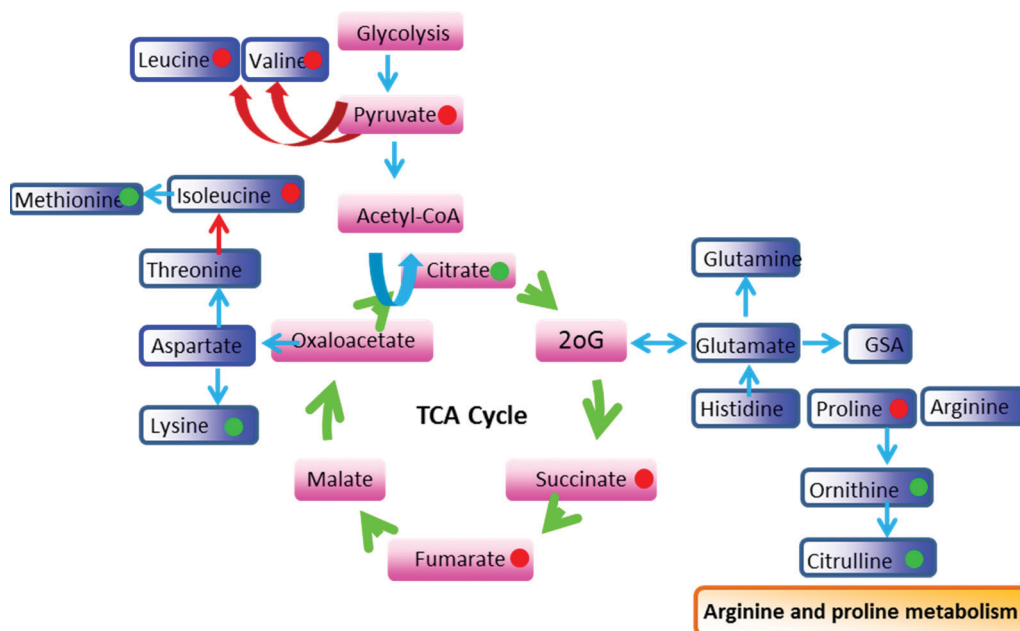 Glycolysis
Leucine
Valine
Pyruvate
Methionine
Isoleucine
Acetyl-CoA
Threonine
Citrate
Glutamine
Aspartate
Oxaloacetate
2oG
Glutamate
GSA
Lysine
TCA Cycle
Histidine
Proline
Arginine
Malate
Succinate
Ornithine
Fumarate
Citrulline
Arginine and proline metabolism